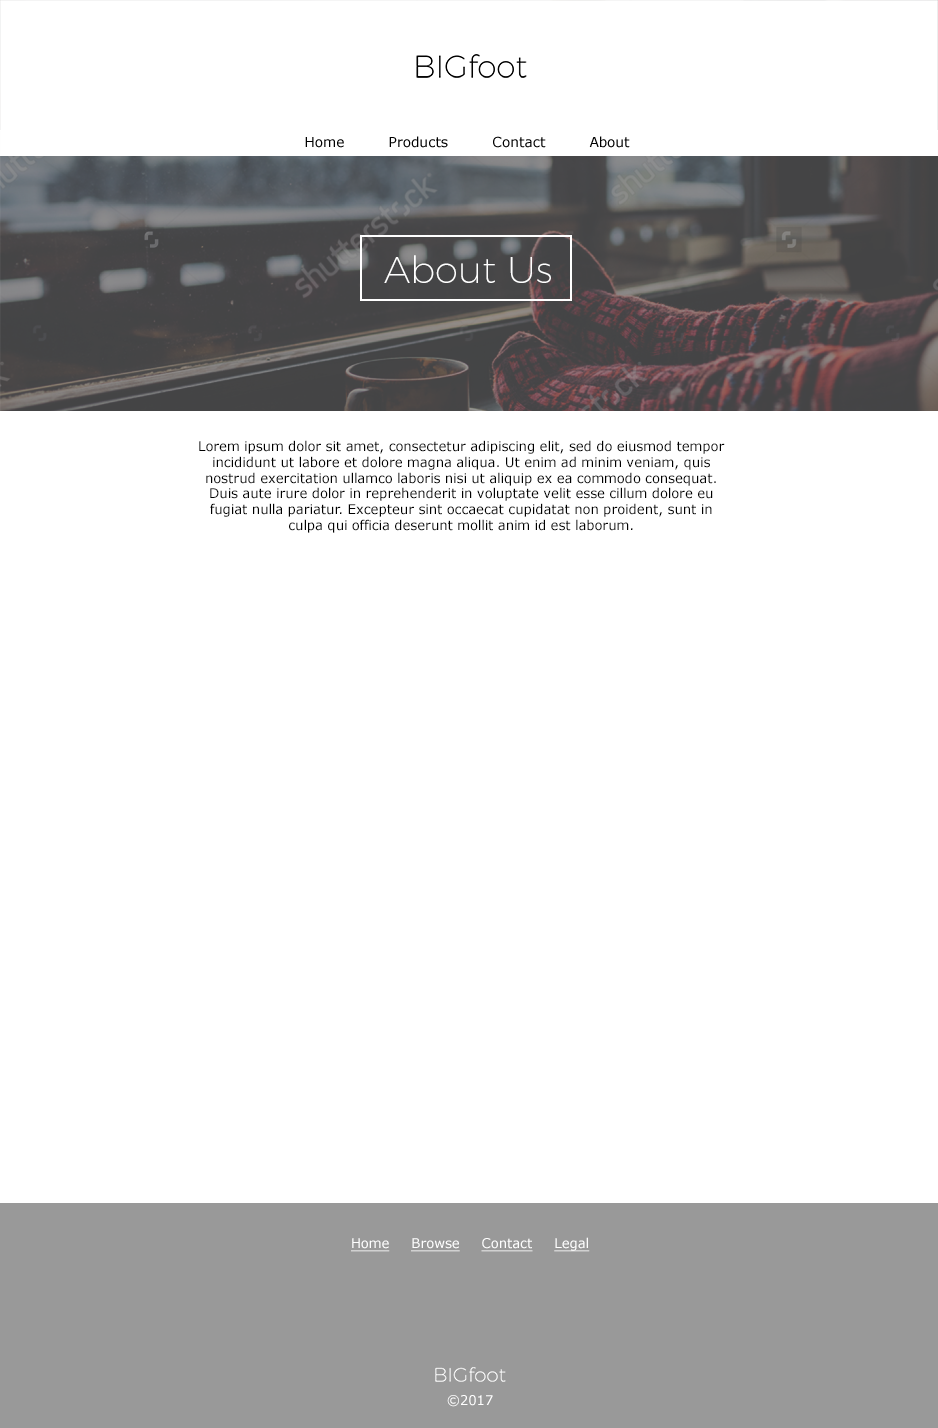 BIGfoot
Home Products Contact About
shutterstock
About Us
Lorem ipsum dolor sit amet, consectetur adipiscing elit, sed do eiusmod tempor
incididunt ut labore et dolore magna aliqua. Ut enim ad minim veniam, quis
nostrud exercitation ullamco laboris nisi ut aliquip ex ea commodo consequat.
Duis aute irure dolor in reprehenderit in voluptate velit esse cillum dolore eu
fugiat nulla pariatur. Excepteur sint occaecat cupidatat non proident, sunt in
culpa qui officia deserunt mollit anim id est laborum.
Home Browse Contact Legal
BIGfoot
©2017